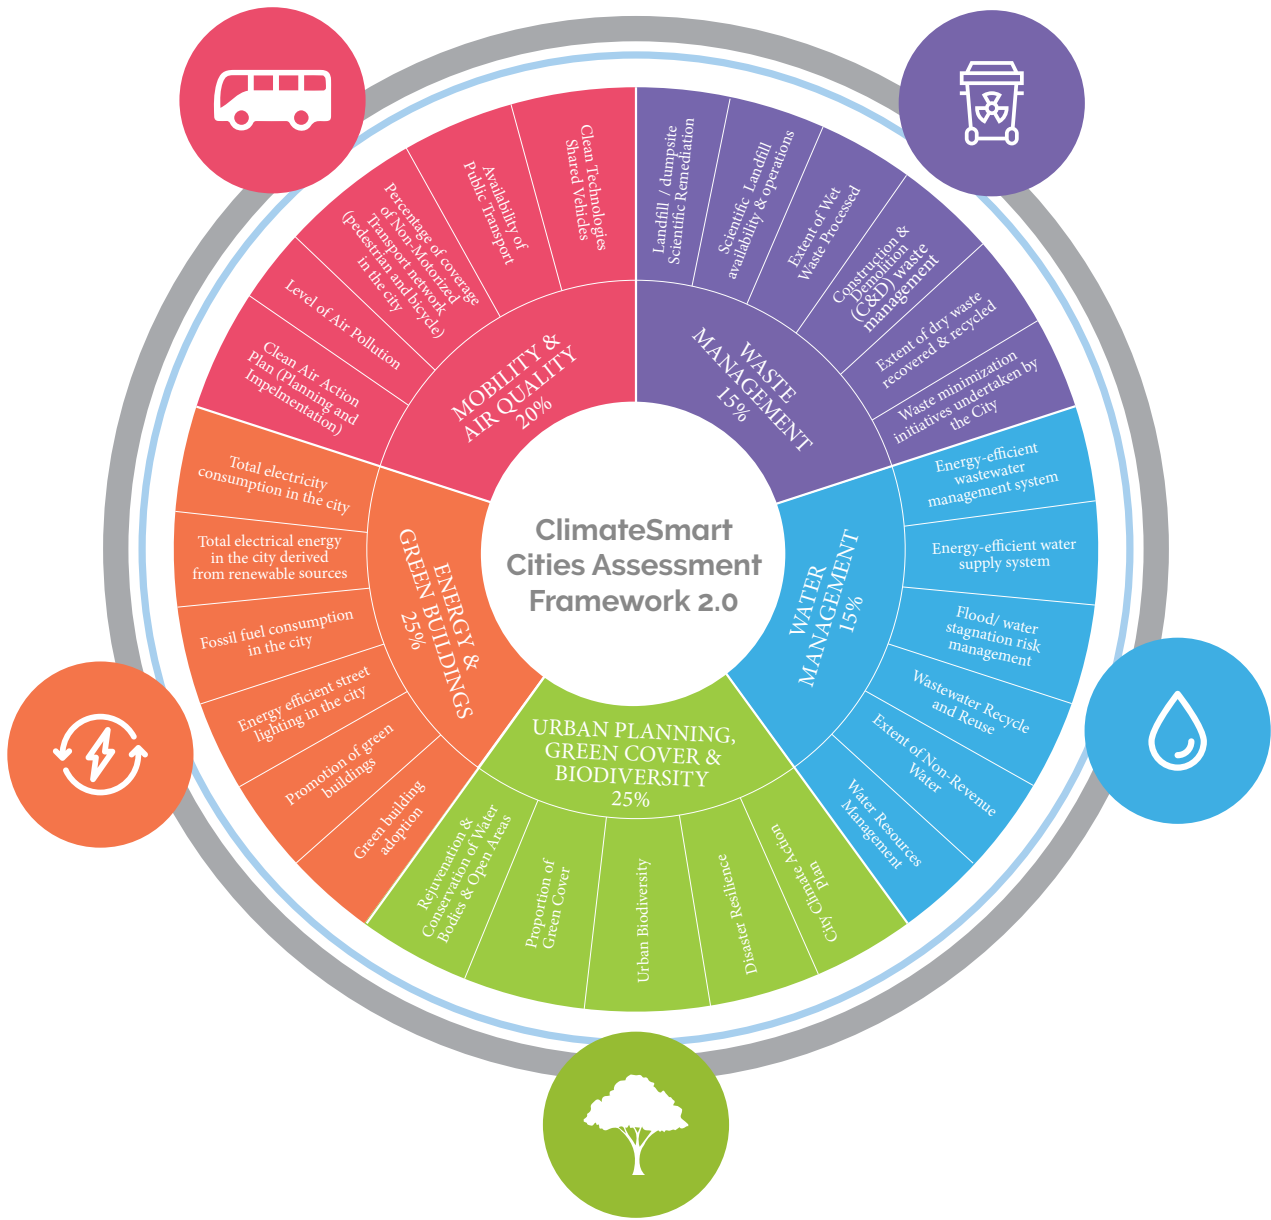 ClimateSmart
Cities Assessment
Framework 2.0
MOBILITY &
AIR QUALITY
20%
Clean Air Action
Plan (Planning and
Impelmentation)
Level of Air Pollution
Percentage of coverage
of Non-Motorized
Transport network
(pedestrian and bicycle)
in the city
Availability of
Public Transport
Clean Technologies
Shared Vehicles
WASTE
MANAGEMENT
15%
Landfill / dumpsite
Scientific Remediation
Scientific Landfill
availability & operations
Extent of Wet
Waste Processed
Construction &
Demolition
(C&D) waste
management
Extent of dry waste
recovered & recycled
Waste minimization
initiatives undertaken by
the City
WATER
MANAGEMENT
15%
Energy-efficient
wastewater
management system
Energy-efficient water
supply system
Flood/ water
stagnation risk
management
Wastewater Recycle
and Reuse
Extent of Non-Revenue
Water
Water Resources
Management
URBAN PLANNING,
GREEN COVER &
BIODIVERSITY
25%
City Climate Action
Plan
Disaster Resilience
Urban Biodiversity
Proportion of
Green Cover
Rejuvenation &
Conservation of Water
Bodies & Open Areas
ENERGY &
GREEN BUILDINGS
25%
Green building
adoption
Promotion of green
buildings
Energy efficient street
lighting in the city
Fossil fuel consumption
in the city
Total electrical energy
in the city derived
from renewable sources
Total electricity
consumption in the city